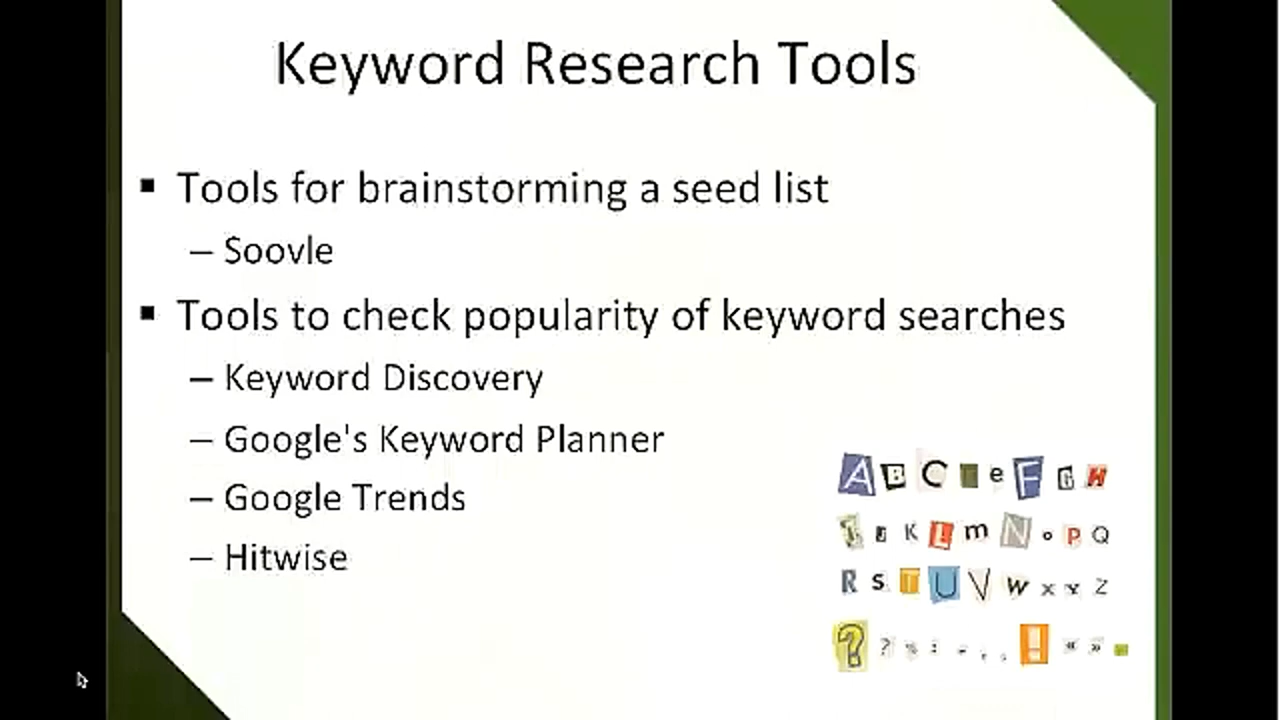 Keyword Research Tools
▪ Tools for brainstorming a seed list
– Soovle
▪ Tools to check popularity of keyword searches
– Keyword Discovery
– Google's Keyword Planner
– Google Trends
– Hitwise
A B C e F G H
K L m N o P Q
R S T U V W X Y Z
? ? : !